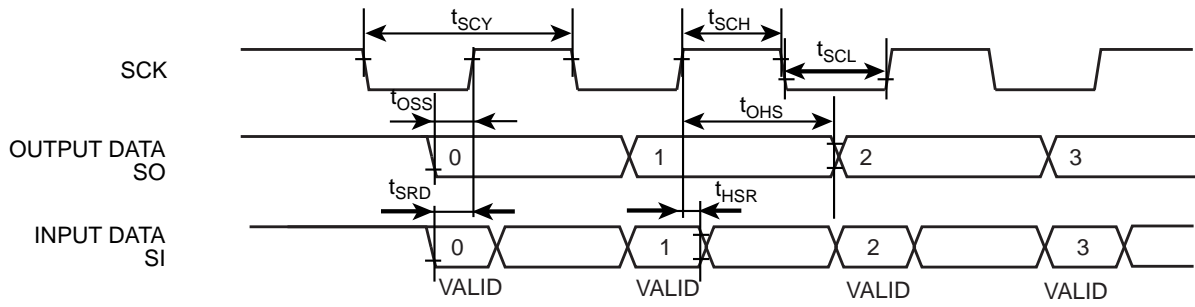 tSCY
tSCH
SCK
tSCL
tOSS
tOHS
OUTPUT DATA
SO
0 1 2 3
tSRD
tHSR
INPUT DATA
SI
0 1 2 3
VALID VALID VALID VALID